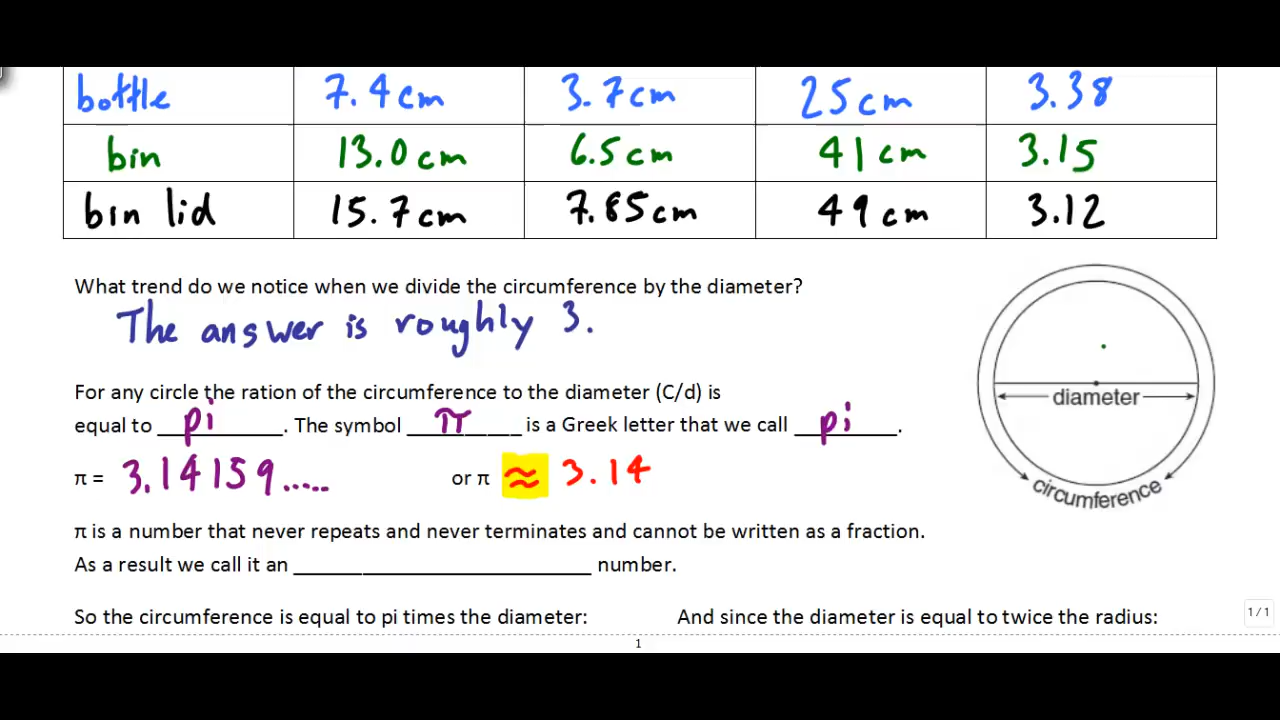 bottle 7.4cm 3.7cm 25cm 3.38
bin 13.0cm 6.5cm 41cm 3.15
bin lid 15.7cm 7.85cm 49cm 3.12
What trend do we notice when we divide the circumference by the diameter?
The answer is roughly 3.
For any circle the ration of the circumference to the diameter (C/d) is
equal to pi. The symbol π is a Greek letter that we call pi.
π = 3.14159..... or π ≈ 3.14
diameter
circumference
π is a number that never repeats and never terminates and cannot be written as a fraction.
As a result we call it an ______________________________ number.
So the circumference is equal to pi times the diameter: And since the diameter is equal to twice the radius:
1/1
1